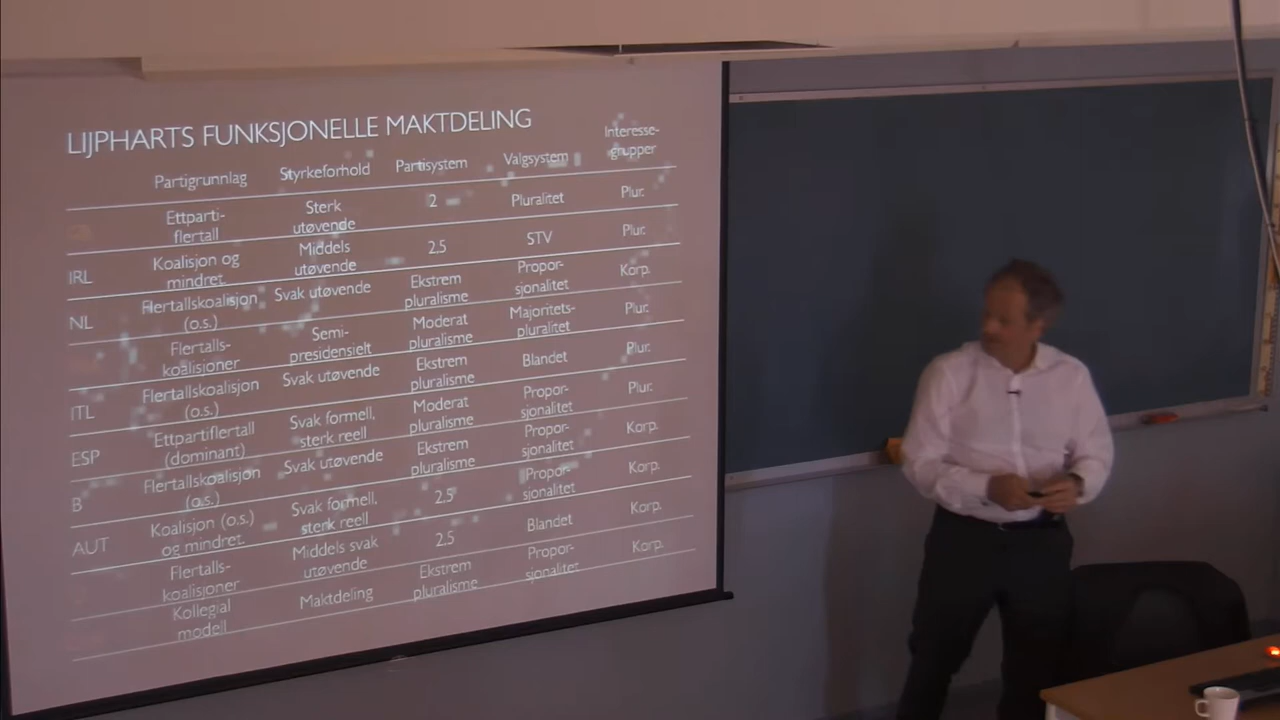 LIJPHARTS FUNKSJONELLE MAKTDELING
Partigrunnlag Styrkeforhold Partisystem Valgsystem Interesse-
grupper
Ettparti- Sterk 2 Pluralitet Plur.
flertall utøvende
IRL Koalisjon og Middels 2.5 STV Plur.
mindret. utøvende
NL Flertallskoalisjon Svak utøvende Ekstrem Propor- Korp.
(o.s.) pluralisme sjonalitet
Flertalls- Semi- Moderat Majoritets- Plur.
koalisjoner presidensielt pluralisme pluralitet
ITL Flertallskoalisjon Svak utøvende Ekstrem Blandet Plur.
(o.s.) pluralisme
ESP Ettpartiflertall Svak formell, Moderat Propor- Plur.
(dominant) sterk reell pluralisme sjonalitet
B Flertallskoalisjon Svak utøvende Ekstrem Propor- Korp.
(o.s.) pluralisme sjonalitet
AUT Koalisjon (o.s.) Svak formell, 2.5 Propor- Korp.
og mindret. sterk reell sjonalitet
Flertalls- Middels svak 2.5 Blandet Korp.
koalisjoner utøvende
Kollegial Maktdeling Ekstrem Propor- Korp.
modell pluralisme sjonalitet